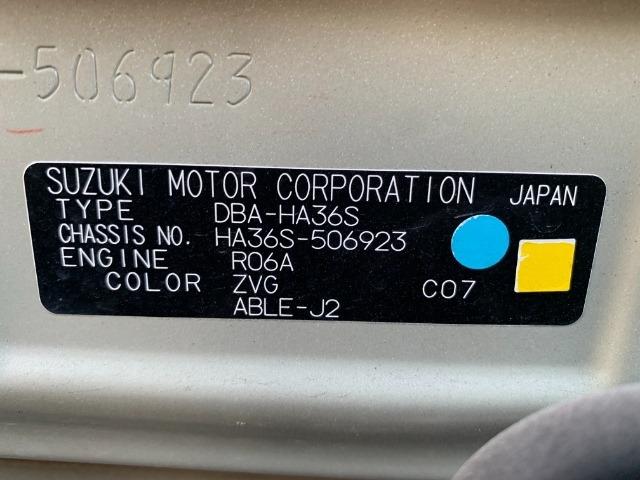 -506923
SUZUKI MOTOR CORPORATION JAPAN
TYPE DBA-HA36S
CHASSIS NO. HA36S-506923
ENGINE R06A
COLOR ZVG C07
ABLE-J2